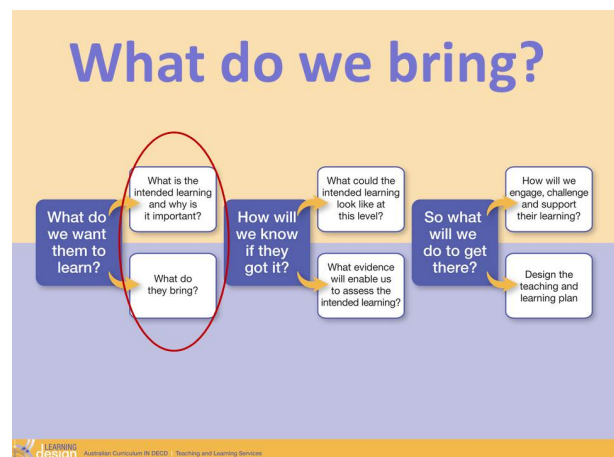 What do we bring?
What do
we want
them to
learn?
What is the
intended learning
and why is
it important?
What do
they bring?
How will
we know
if they
got it?
What could the
intended learning
look like at
this level?
What evidence
will enable us
to assess the
intended learning?
So what
will we
do to get
there?
How will we
engage, challenge
and support
their learning?
Design the
teaching and
learning plan
LEARNING
design
Australian Curriculum IN DECD | Teaching and Learning Services